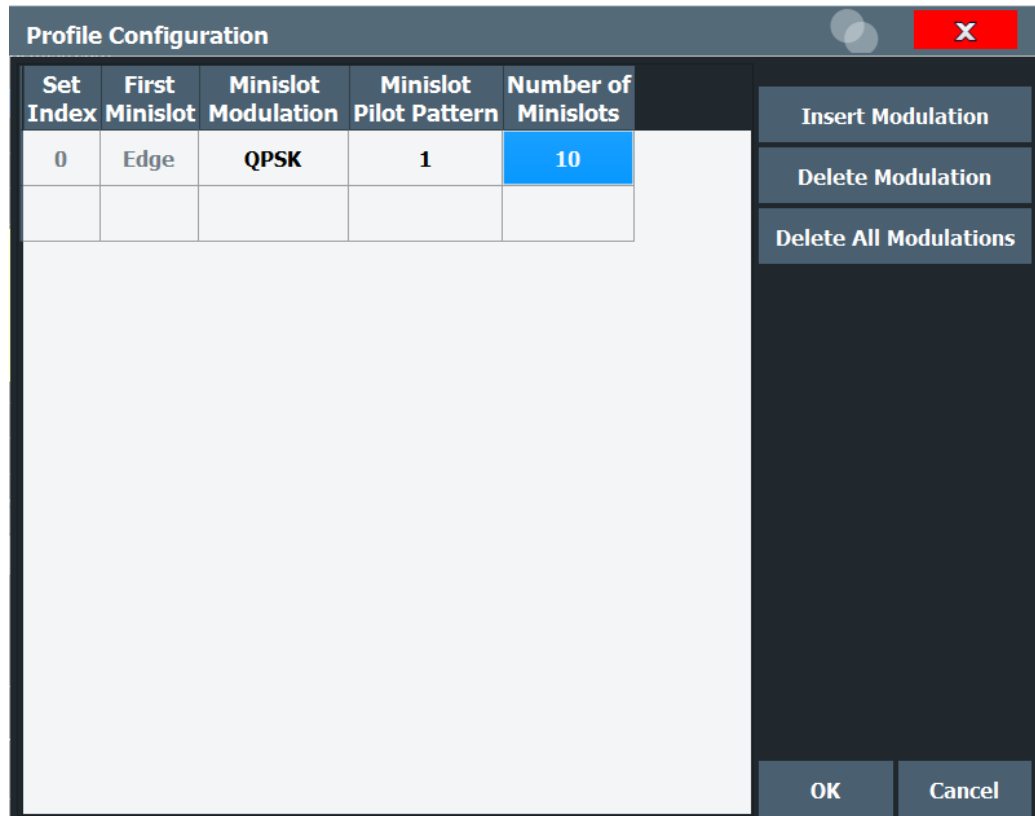 Profile Configuration
X
Set Index First Minislot Minislot Modulation Minislot Pilot Pattern Number of Minislots
0 Edge QPSK 1 10
Insert Modulation
Delete Modulation
Delete All Modulations
OK Cancel